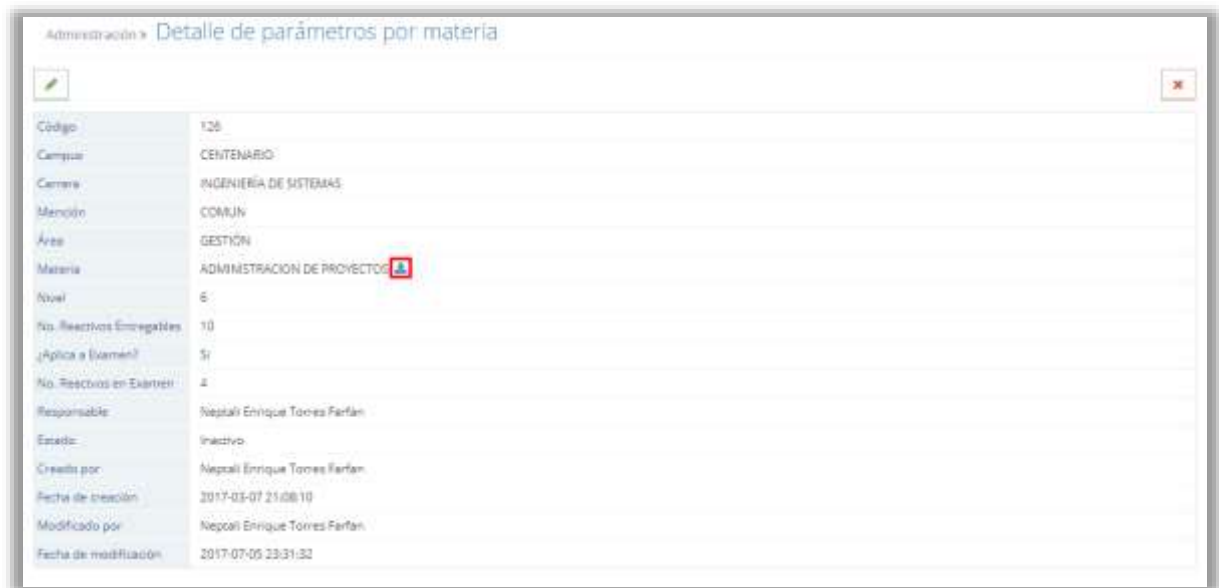 Administración » Detalle de parámetros por materia
Código 126
Campus CENTENARIO
Carrera INGENIERÍA DE SISTEMAS
Mención COMUN
Área GESTIÓN
Materia ADMINISTRACION DE PROYECTOS
Nivel 6
No. Reactivos Entregables 10
¿Aplica a Examen? Si
No. Reactivos en Examen 4
Responsable Neptali Enrique Torres Farfan
Estado Inactivo
Creado por Neptali Enrique Torres Farfan
Fecha de creación 2017-03-07 21:08:10
Modificado por Neptali Enrique Torres Farfan
Fecha de modificación 2017-07-05 23:31:32